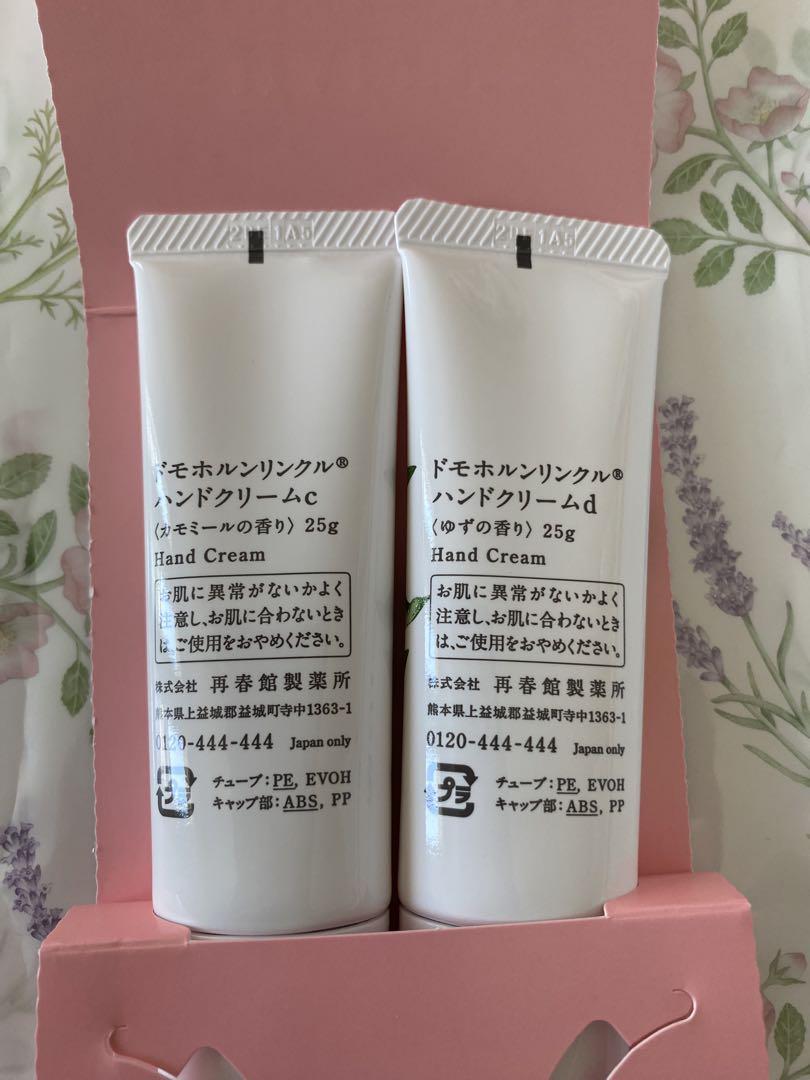 1A5
ドモホルンリンクル®
ハンドクリームc
〈カモミールの香り〉 25g
Hand Cream
お肌に異常がないかよく
注意し、お肌に合わないとき
は、ご使用をおやめください。
株式会社 再春館製薬所
熊本県上益城郡益城町寺中1363-1
0120-444-444 Japan only
プラ
チューブ：PE, EVOH
キャップ部：ABS, PP
1A5
ドモホルンリンクル®
ハンドクリームd
〈ゆずの香り〉 25g
Hand Cream
お肌に異常がないかよく
注意し、お肌に合わないとき
は、ご使用をおやめください。
株式会社 再春館製薬所
熊本県上益城郡益城町寺中1363-1
0120-444-444 Japan only
プラ
チューブ：PE, EVOH
キャップ部：ABS, PP